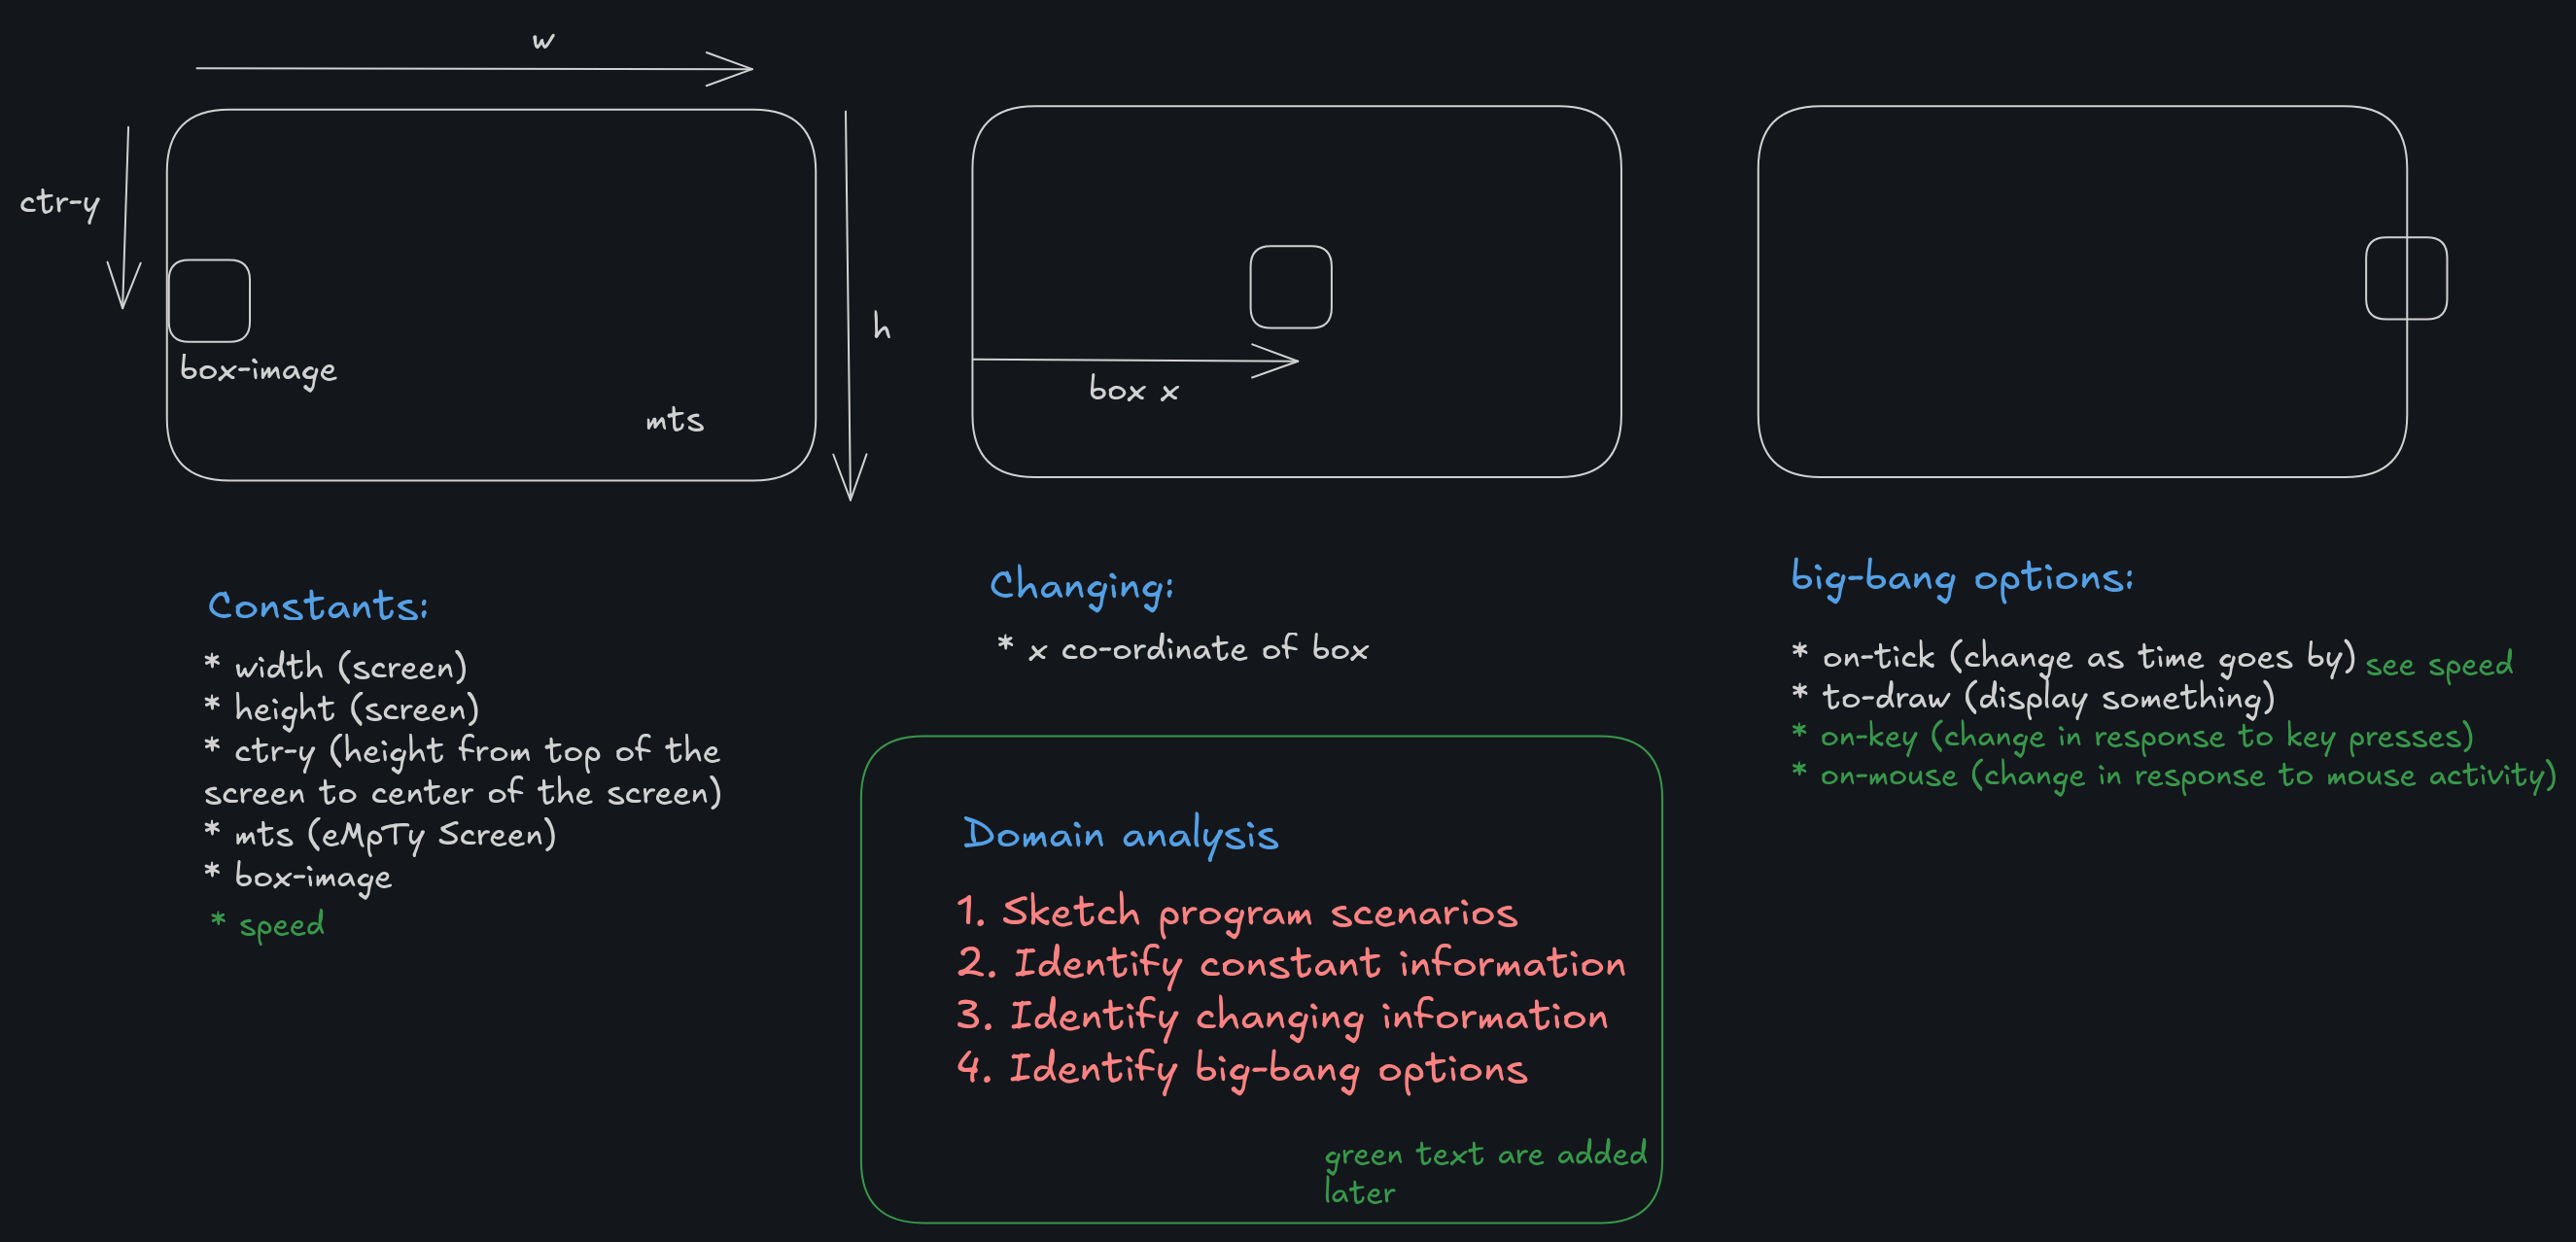 w
ctr-y
box-image
mts
h
box x
Constants:
* width (screen)
* height (screen)
* ctr-y (height from top of the
screen to center of the screen)
* mts (eMpTy Screen)
* box-image
* speed
Changing:
* x co-ordinate of box
big-bang options:
* on-tick (change as time goes by) see speed
* to-draw (display something)
* on-key (change in response to key presses)
* on-mouse (change in response to mouse activity)
Domain analysis
1. Sketch program scenarios
2. Identify constant information
3. Identify changing information
4. Identify big-bang options
green text are added
later